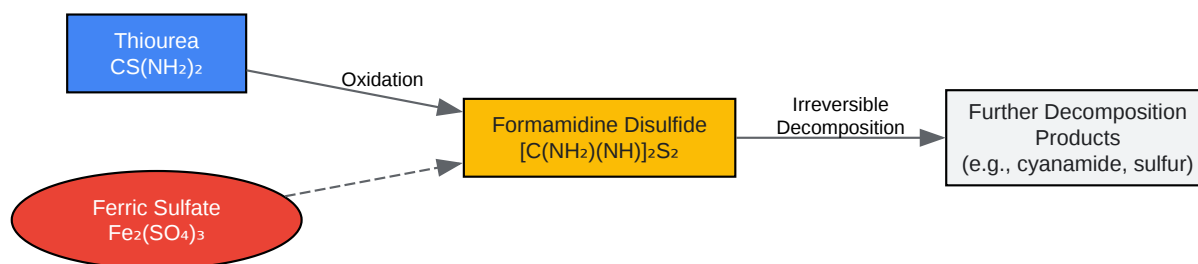 Thiourea
CS(NH₂)₂
Oxidation
Ferric Sulfate
Fe₂(SO₄)₃
Formamidine Disulfide
[C(NH₂)(NH)]₂S₂
Irreversible
Decomposition
Further Decomposition
Products
(e.g., cyanamide, sulfur)